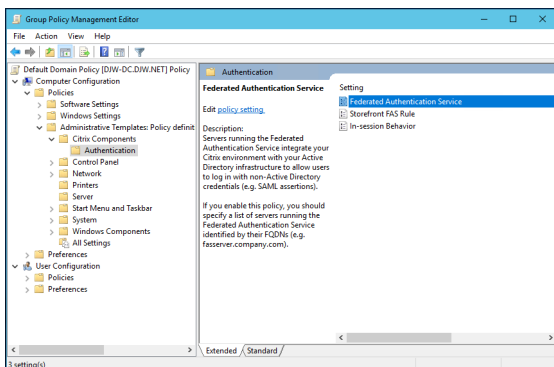 Group Policy Management Editor
File Action View Help
Default Domain Policy [DJW-DC.DJW.NET] Policy
Computer Configuration
Policies
Software Settings
Windows Settings
Administrative Templates: Policy definit
Citrix Components
Authentication
Control Panel
Network
Printers
Server
Start Menu and Taskbar
System
Windows Components
All Settings
Preferences
User Configuration
Policies
Preferences
Authentication
Federated Authentication Service
Edit policy setting.
Description:
Servers running the Federated
Authentication Service integrate your
Citrix environment with your Active
Directory infrastructure to allow users
to log in with non-Active Directory
credentials (e.g. SAML assertions).
If you enable this policy, you should
specify a list of servers running the
Federated Authentication Service
identified by their FQDNs (e.g.
fasserver.company.com).
Setting
Federated Authentication Service
Storefront FAS Rule
In-session Behavior
Extended Standard
3 setting(s)